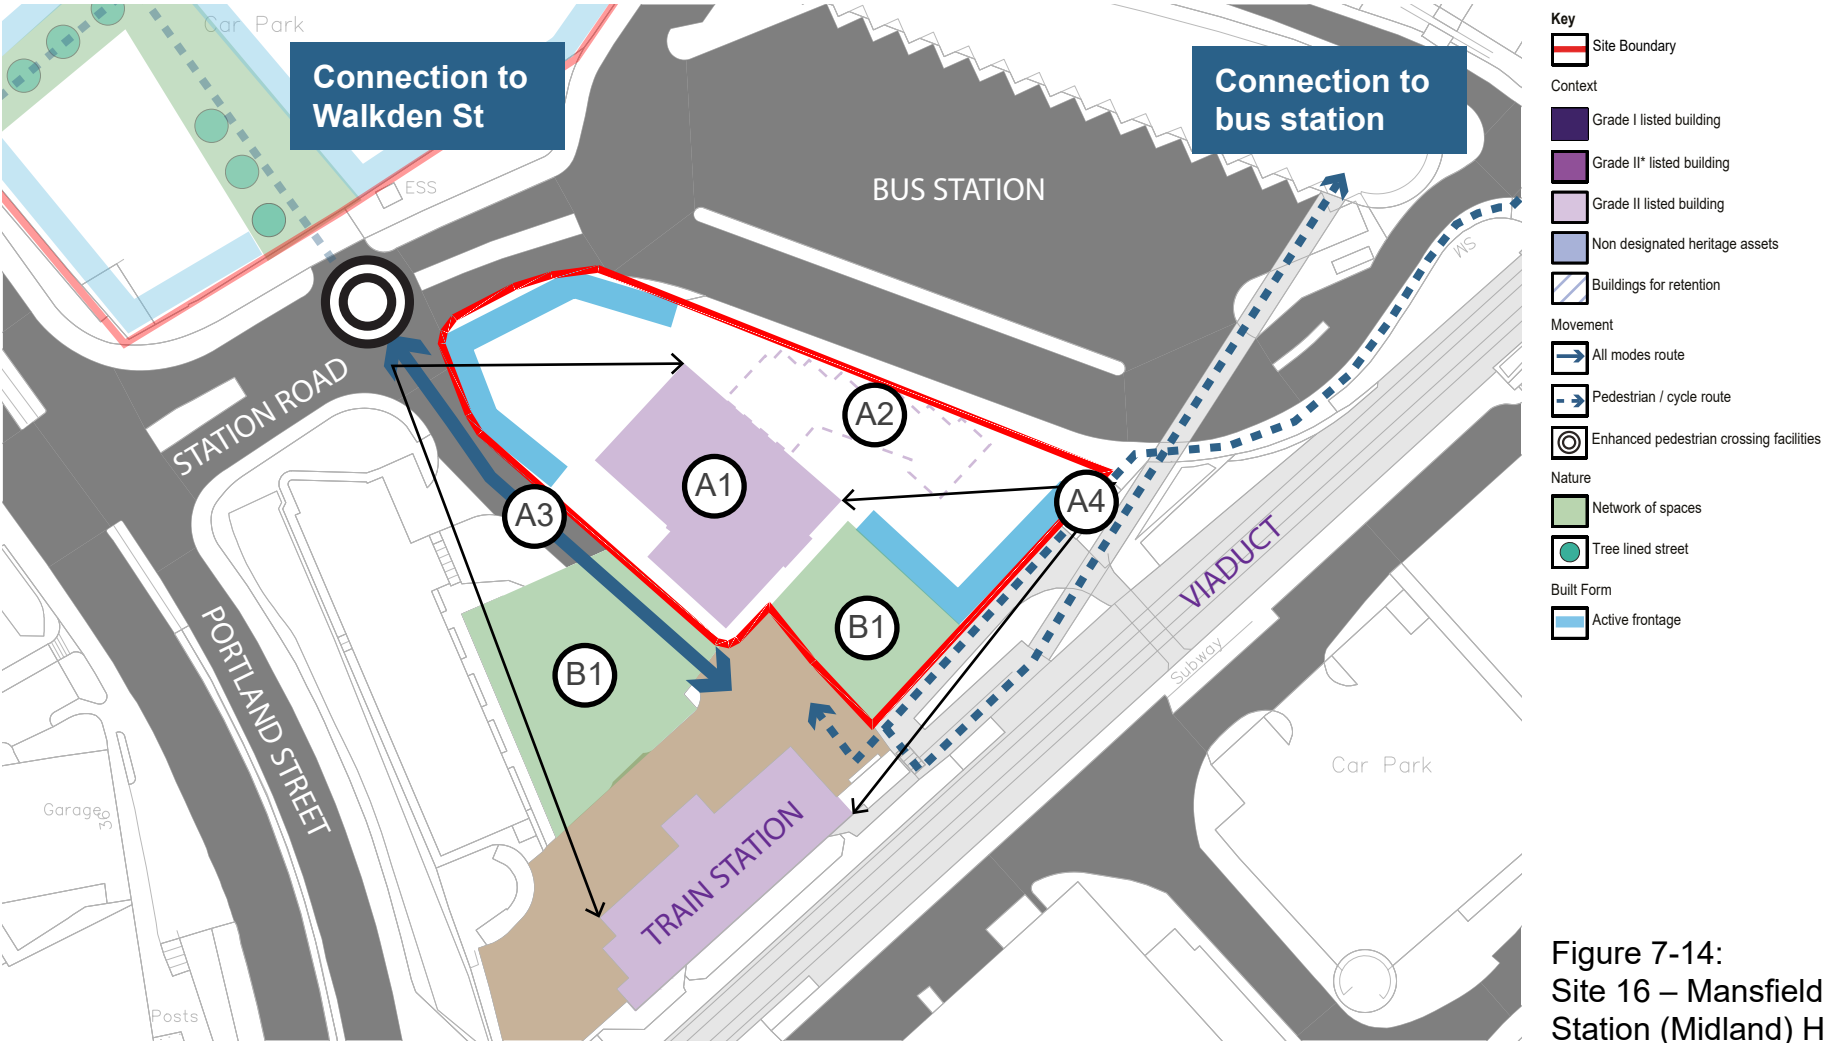 Car Park
Connection to
Walkden St
Connection to
bus station
ESS
BUS STATION
SM
STATION ROAD
A2
A1
A4
A3
VIADUCT
B1
B1
Subway
PORTLAND STREET
Car Park
Garage
36
TRAIN STATION
Posts
Key
Site Boundary
Context
Grade I listed building
Grade II* listed building
Grade II listed building
Non designated heritage assets
Buildings for retention
Movement
All modes route
Pedestrian / cycle route
Enhanced pedestrian crossing facilities
Nature
Network of spaces
Tree lined street
Built Form
Active frontage
Figure 7-14:
Site 16 – Mansfield
Station (Midland) H